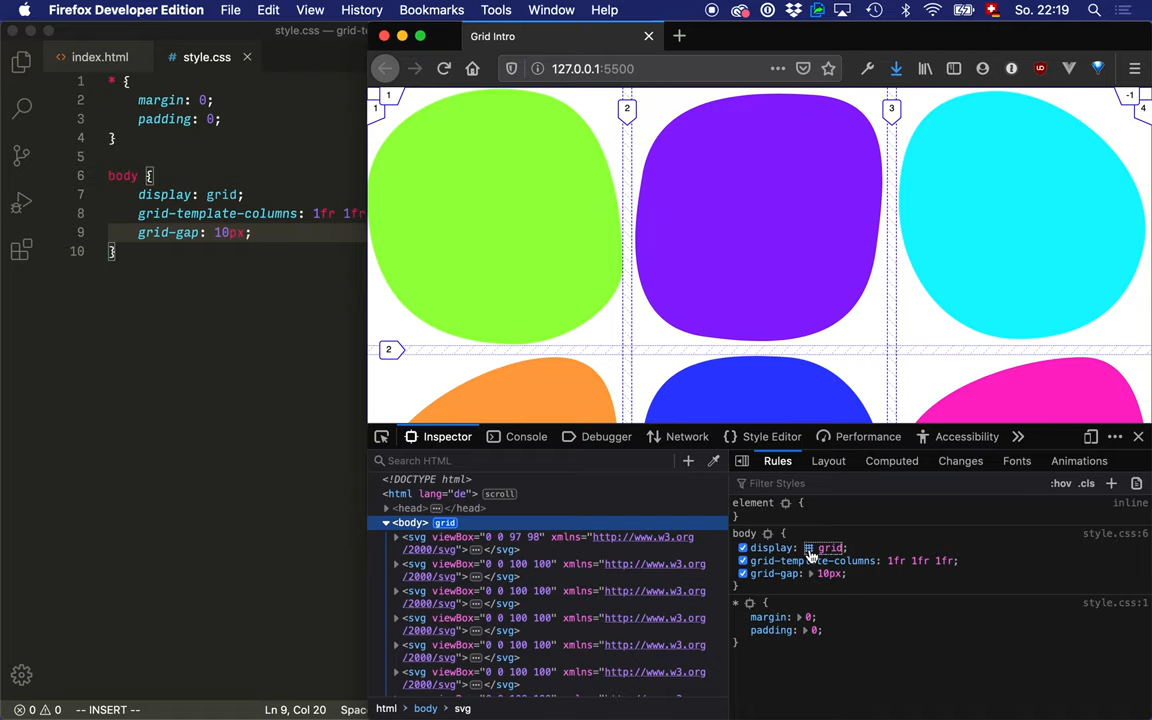 Firefox Developer Edition File Edit View History Bookmarks Tools Window Help So. 22:19
style.css — grid-te
index.html # style.css
Grid Intro
127.0.0.1:5500
1 * {
2 margin: 0;
3 padding: 0;
4 }
5
6 body {
7 display: grid;
8 grid-template-columns: 1fr 1fr
9 grid-gap: 10px;
10 }
1 -1
1 2 3 4
2
Inspector Console Debugger Network Style Editor Performance Accessibility
Search HTML
<!DOCTYPE html>
<html lang="de"> scroll
<head> </head>
<body> grid
<svg viewBox="0 0 97 98" xmlns="http://www.w3.org
/2000/svg"> </svg>
<svg viewBox="0 0 100 100" xmlns="http://www.w3.org
/2000/svg"> </svg>
<svg viewBox="0 0 100 100" xmlns="http://www.w3.org
/2000/svg"> </svg>
<svg viewBox="0 0 100 100" xmlns="http://www.w3.org
/2000/svg"> </svg>
<svg viewBox="0 0 100 100" xmlns="http://www.w3.org
/2000/svg"> </svg>
<svg viewBox="0 0 100 100" xmlns="http://www.w3.org
/2000/svg"> </svg>
html body svg
Rules Layout Computed Changes Fonts Animations
Filter Styles :hov .cls
element { inline
}
body { style.css:6
display: grid;
grid-template-columns: 1fr 1fr 1fr;
grid-gap: 10px;
}
* { style.css:1
margin: 0;
padding: 0;
}
0 0 -- INSERT -- Ln 9, Col 20 Space